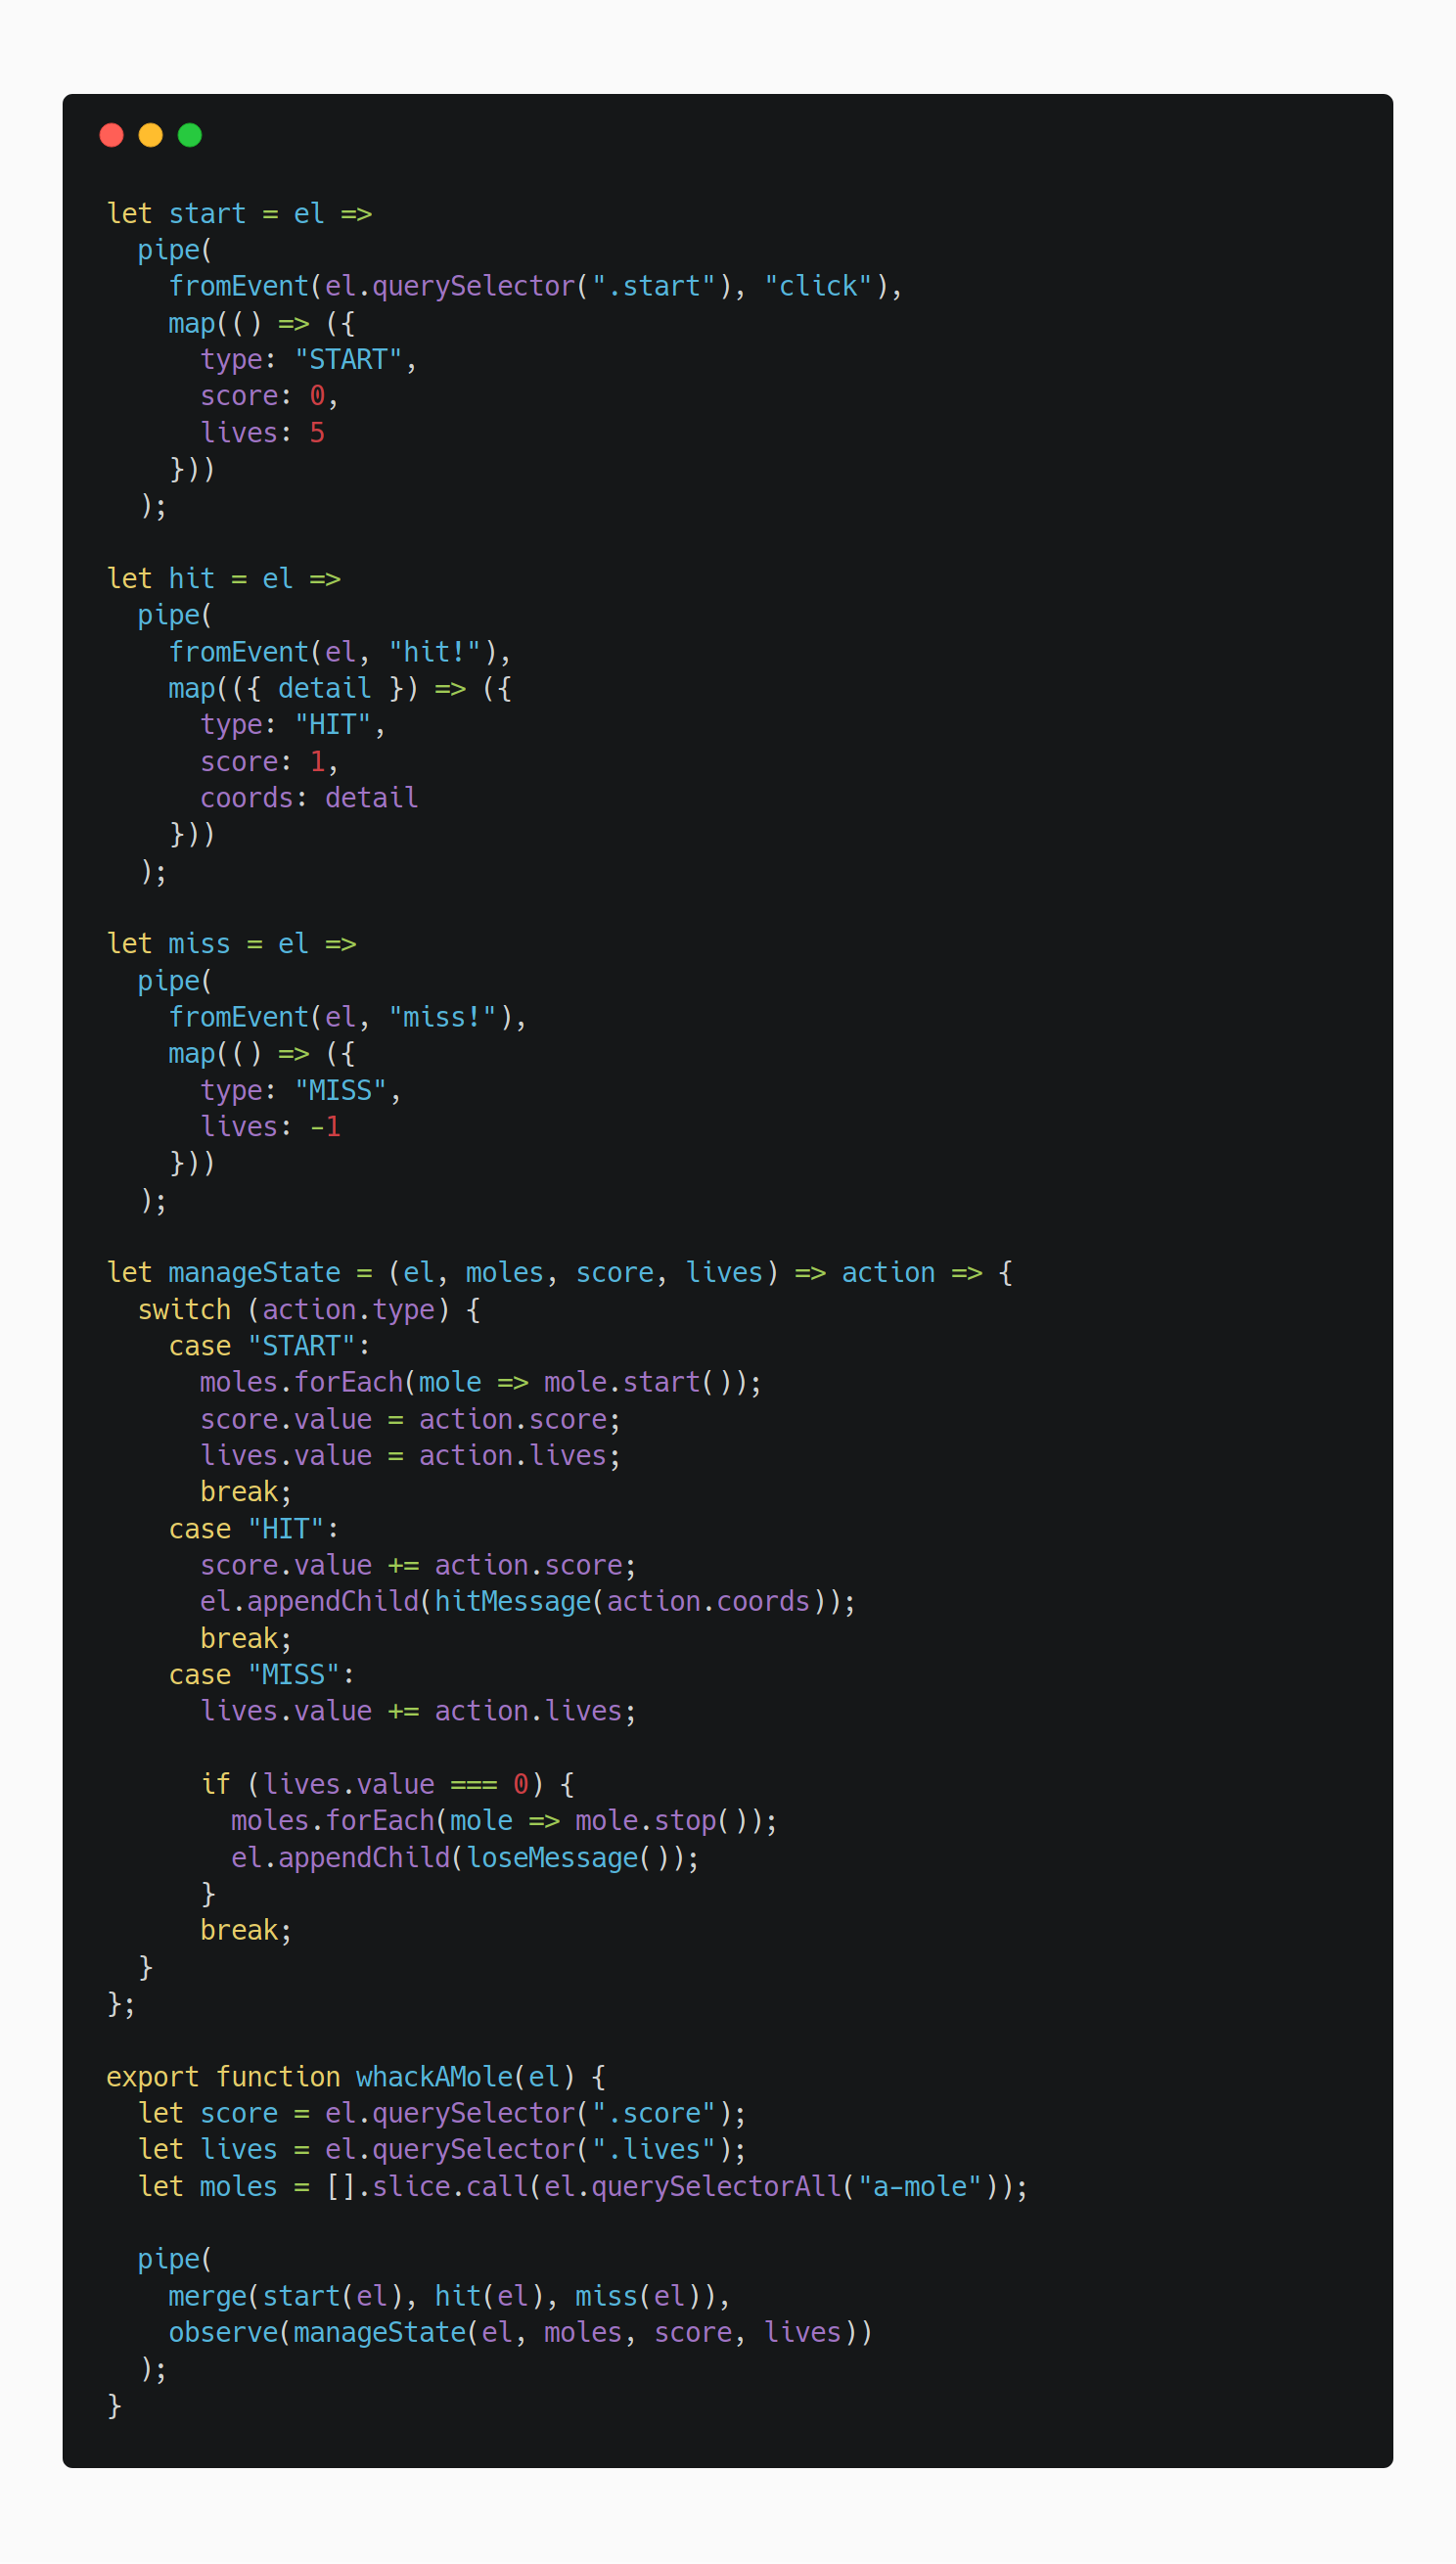 let start = el =>
  pipe(
    fromEvent(el.querySelector(".start"), "click"),
    map(() => ({
      type: "START",
      score: 0,
      lives: 5
    }))
  );

let hit = el =>
  pipe(
    fromEvent(el, "hit!"),
    map(({ detail }) => ({
      type: "HIT",
      score: 1,
      coords: detail
    }))
  );

let miss = el =>
  pipe(
    fromEvent(el, "miss!"),
    map(() => ({
      type: "MISS",
      lives: -1
    }))
  );

let manageState = (el, moles, score, lives) => action => {
  switch (action.type) {
    case "START":
      moles.forEach(mole => mole.start());
      score.value = action.score;
      lives.value = action.lives;
      break;
    case "HIT":
      score.value += action.score;
      el.appendChild(hitMessage(action.coords));
      break;
    case "MISS":
      lives.value += action.lives;

      if (lives.value === 0) {
        moles.forEach(mole => mole.stop());
        el.appendChild(loseMessage());
      }
      break;
  }
};

export function whackAMole(el) {
  let score = el.querySelector(".score");
  let lives = el.querySelector(".lives");
  let moles = [].slice.call(el.querySelectorAll("a-mole"));

  pipe(
    merge(start(el), hit(el), miss(el)),
    observe(manageState(el, moles, score, lives))
  );
}